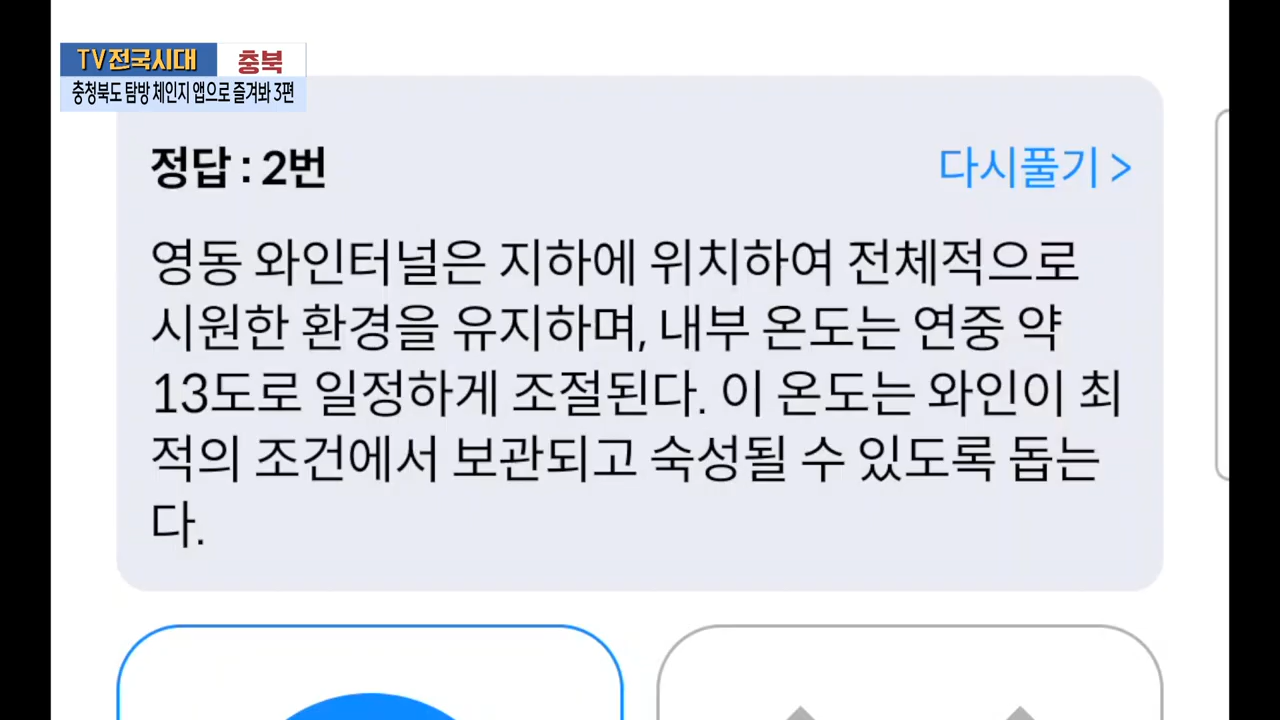 TV전국시대 충북
충청북도 탐방 체인지 앱으로 즐겨봐 3편
정답 : 2번 다시풀기 >
영동 와인터널은 지하에 위치하여 전체적으로
시원한 환경을 유지하며, 내부 온도는 연중 약
13도로 일정하게 조절된다. 이 온도는 와인이 최
적의 조건에서 보관되고 숙성될 수 있도록 돕는
다.